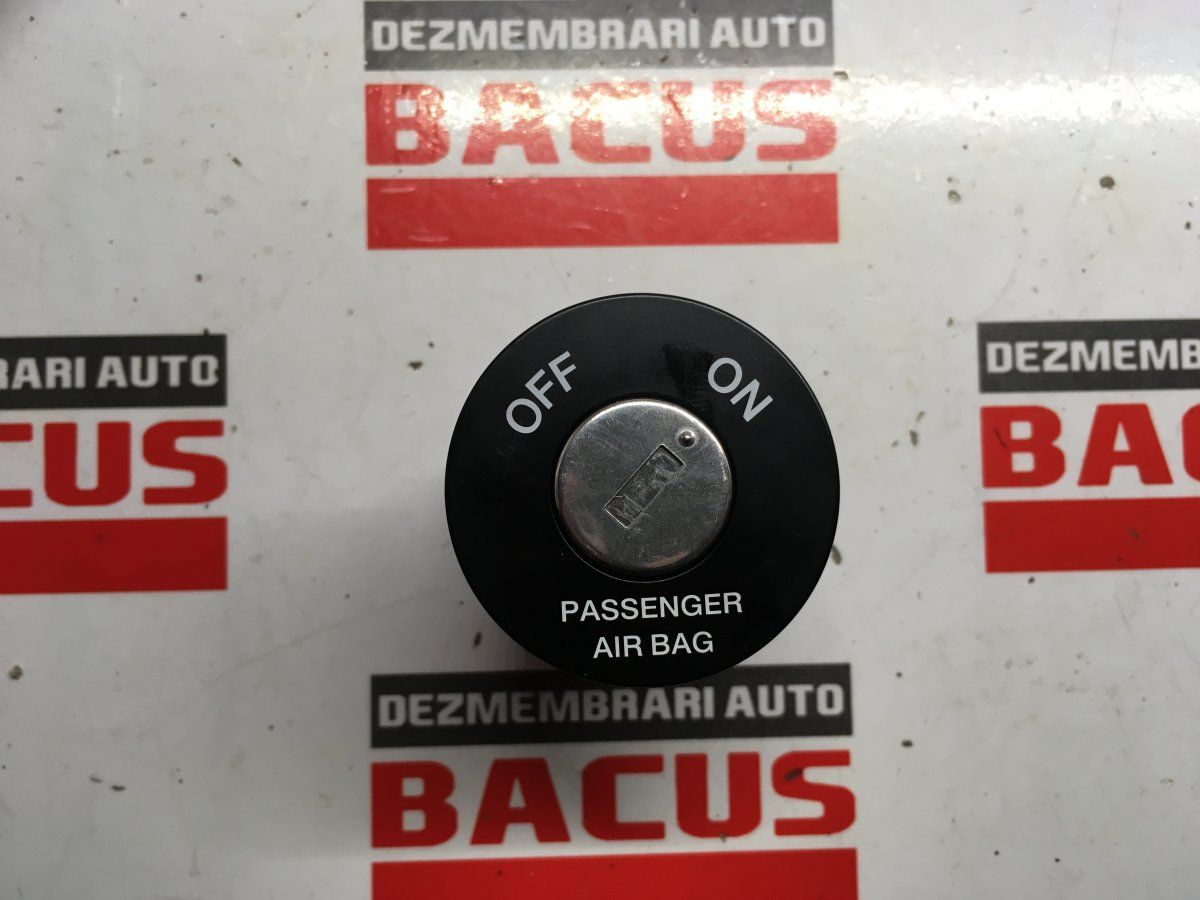 DEZMEMBRARI AUTO
BACUS
RARI AUTO
CUS
DEZMEMB
BAC
OFF
ON
PASSENGER
AIR BAG
DEZMEMBRARI AUTO
BACUS